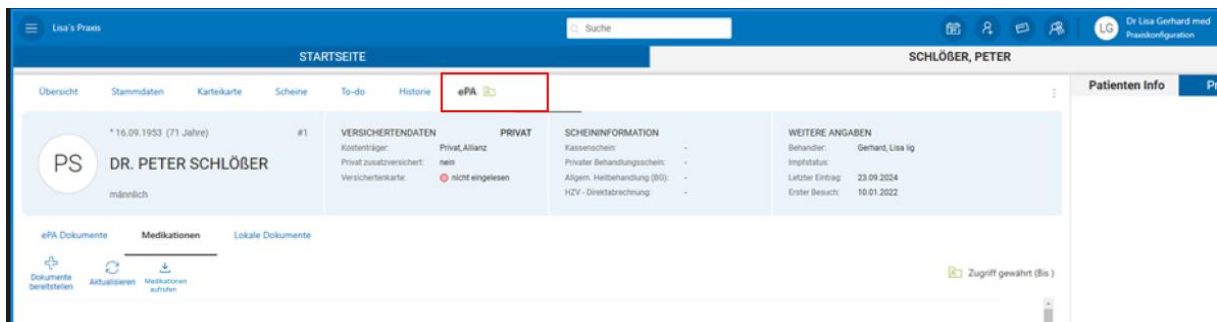 Lisa's Praxis
Suche
Dr Lisa Gerhard med
Praxiskonfiguration
LG
STARTSEITE
SCHLÖßER, PETER
Übersicht Stammdaten Karteikarte Scheine To-do Historie ePA
Patienten Info Pr
* 16.09.1953 (71 Jahre) #1
PS
DR. PETER SCHLÖßER
männlich
VERSICHERTENDATEN PRIVAT
Kostenträger: Privat, Allianz
Privat zusatzversichert: nein
Versichertenkarte: nicht eingelesen
SCHEININFORMATION
Kassenschein: -
Privater Behandlungsschein: -
Allgem. Heilbehandlung (BG): -
HZV - Direktabrechnung: -
WEITERE ANGABEN
Behandler: Gerhard, Lisa lig
Impfstatus:
Letzter Eintrag: 23.09.2024
Erster Besuch: 10.01.2022
ePA Dokumente Medikationen Lokale Dokumente
Dokumente bereitstellen
Aktualisieren
Medikationen aufrufen
Zugriff gewährt (Bis )